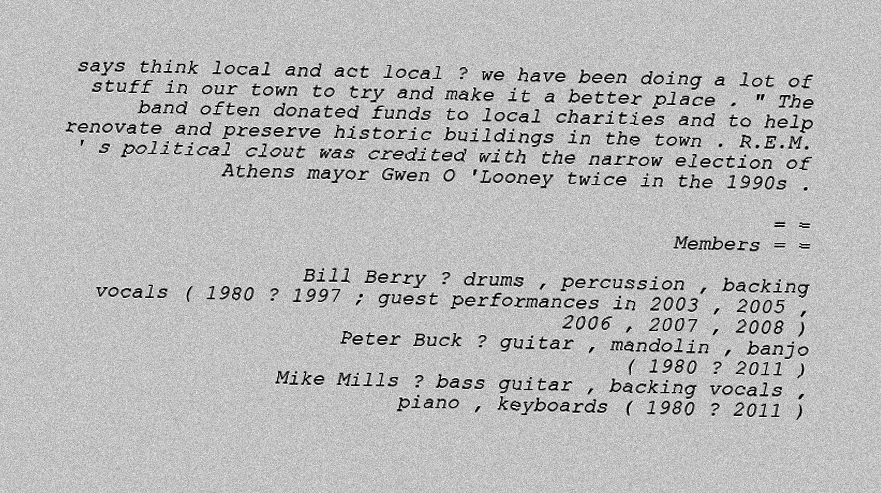 says think local and act local ? we have been doing a lot of
stuff in our town to try and make it a better place . " The
band often donated funds to local charities and to help
renovate and preserve historic buildings in the town . R.E.M.
' s political clout was credited with the narrow election of
Athens mayor Gwen O 'Looney twice in the 1990s .
= =
Members = =
Bill Berry ? drums , percussion , backing
vocals ( 1980 ? 1997 ; guest performances in 2003 , 2005 ,
2006 , 2007 , 2008 )
Peter Buck ? guitar , mandolin , banjo
( 1980 ? 2011 )
Mike Mills ? bass guitar , backing vocals ,
piano , keyboards ( 1980 ? 2011 )